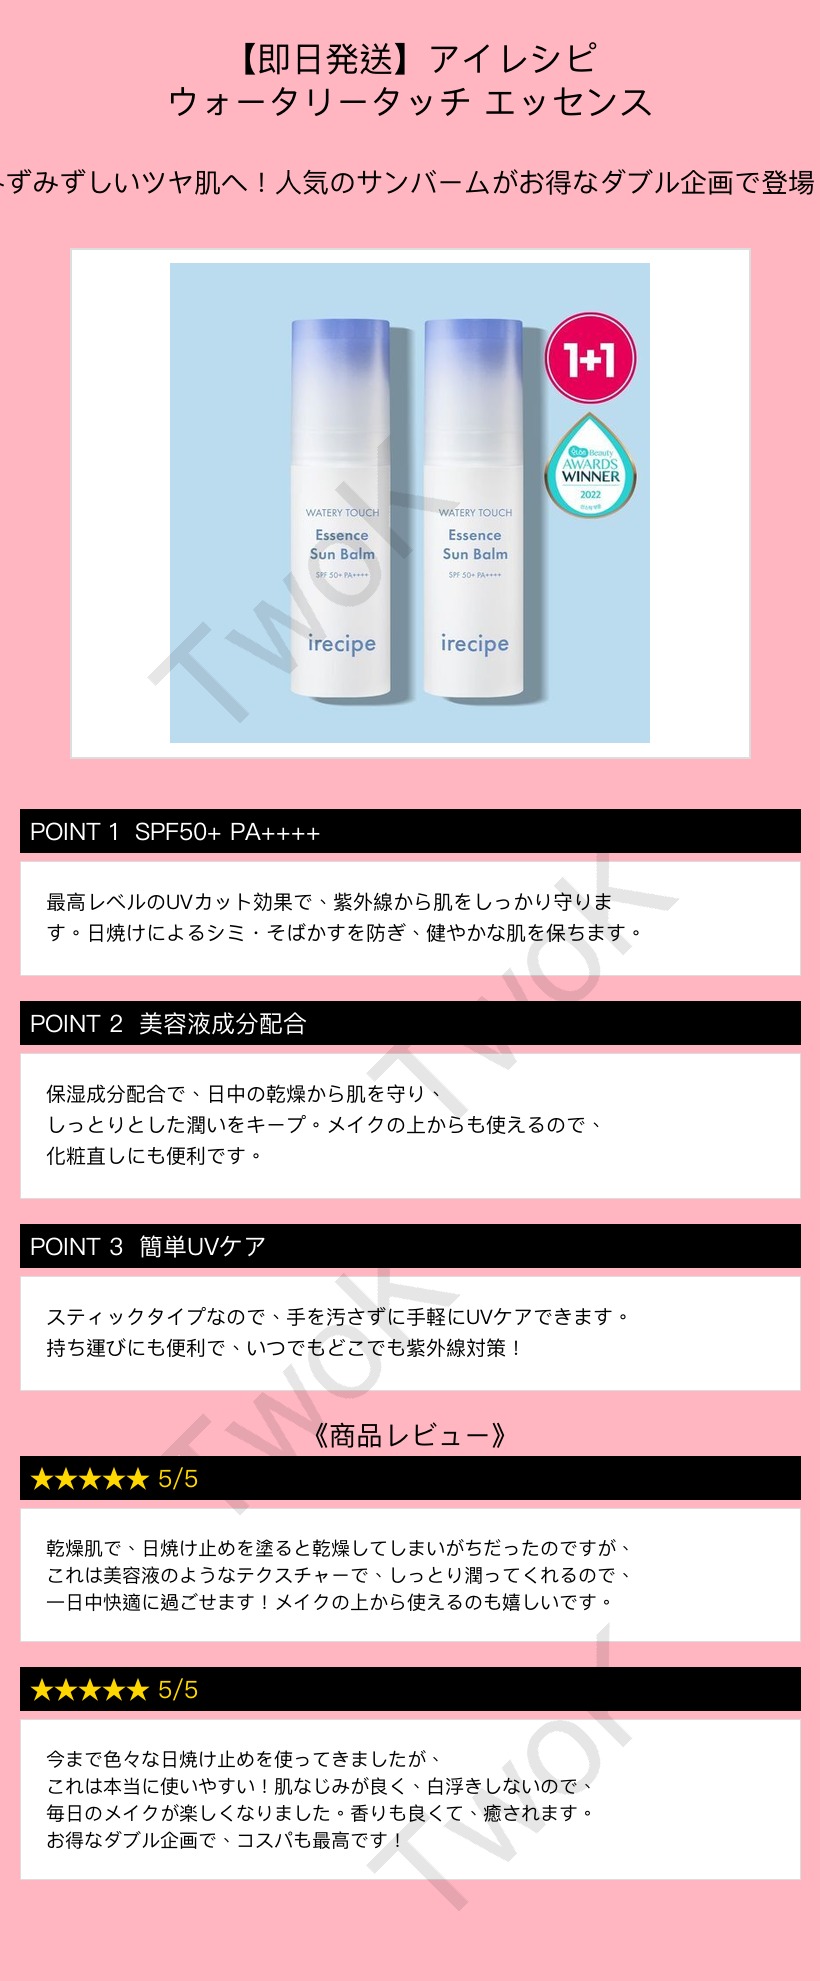 【即日発送】アイレシピ
ウォータリータッチ エッセンス
ずみずしいツヤ肌へ！人気のサンバームがお得なダブル企画で登場
1+1
Beauty
AWARDS
WINNER
2022
WATERY TOUCH
Essence
Sun Balm
SPF 50+ PA++++
irecipe
WATERY TOUCH
Essence
Sun Balm
SPF 50+ PA++++
irecipe
TwoK
POINT 1 SPF50+ PA++++
最高レベルのUVカット効果で、紫外線から肌をしっかり守りま
す。日焼けによるシミ・そばかすを防ぎ、健やかな肌を保ちます。
TwoK
POINT 2 美容液成分配合
保湿成分配合で、日中の乾燥から肌を守り、
しっとりとした潤いをキープ。メイクの上からも使えるので、
化粧直しにも便利です。
POINT 3 簡単UVケア
スティックタイプなので、手を汚さずに手軽にUVケアできます。
持ち運びにも便利で、いつでもどこでも紫外線対策！
TwoK
《商品レビュー》
★★★★★ 5/5
乾燥肌で、日焼け止めを塗ると乾燥してしまいがちだったのですが、
これは美容液のようなテクスチャーで、しっとり潤ってくれるので、
一日中快適に過ごせます！メイクの上から使えるのも嬉しいです。
★★★★★ 5/5
今まで色々な日焼け止めを使ってきましたが、
これは本当に使いやすい！肌なじみが良く、白浮きしないので、
毎日のメイクが楽しくなりました。香りも良くて、癒されます。
お得なダブル企画で、コスパも最高です！
TwoK